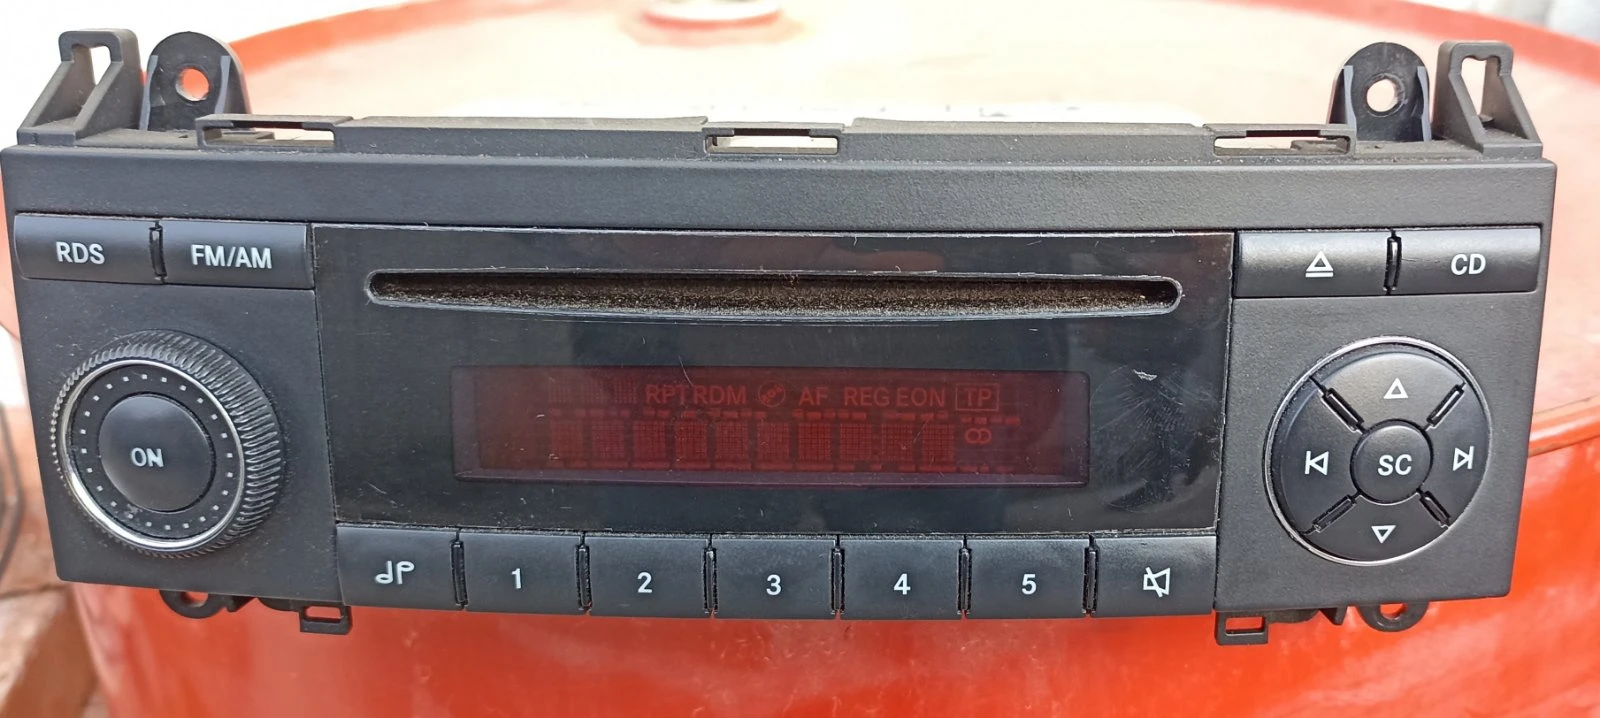 RDS FM/AM CD
RPT RDM AF REG EON TP
ON SC
1 2 3 4 5